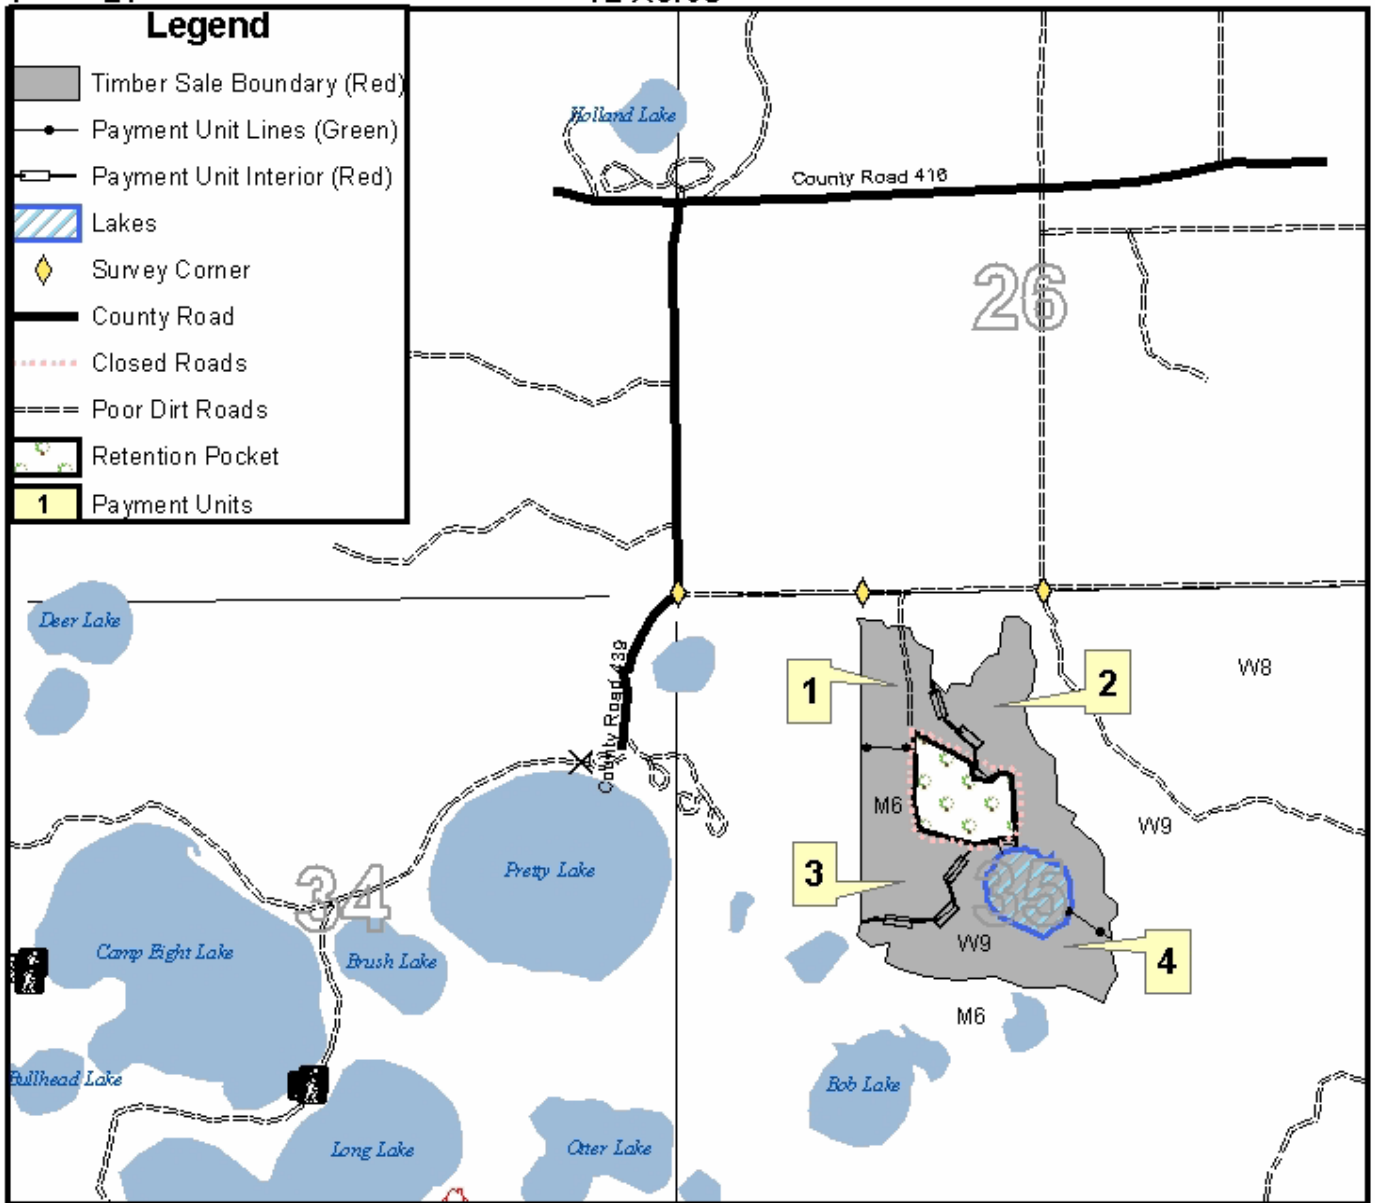 Legend
Timber Sale Boundary (Red)
Payment Unit Lines (Green)
Payment Unit Interior (Red)
Lakes
Survey Corner
County Road
Closed Roads
Poor Dirt Roads
Retention Pocket
1 Payment Units
Holland Lake
County Road 416
26
Deer Lake
County Road 439
1
2
W8
M6
W9
3
35
34
Pretty Lake
Camp Eight Lake
Brush Lake
W9
4
M6
Bullhead Lake
Bob Lake
Long Lake
Otter Lake